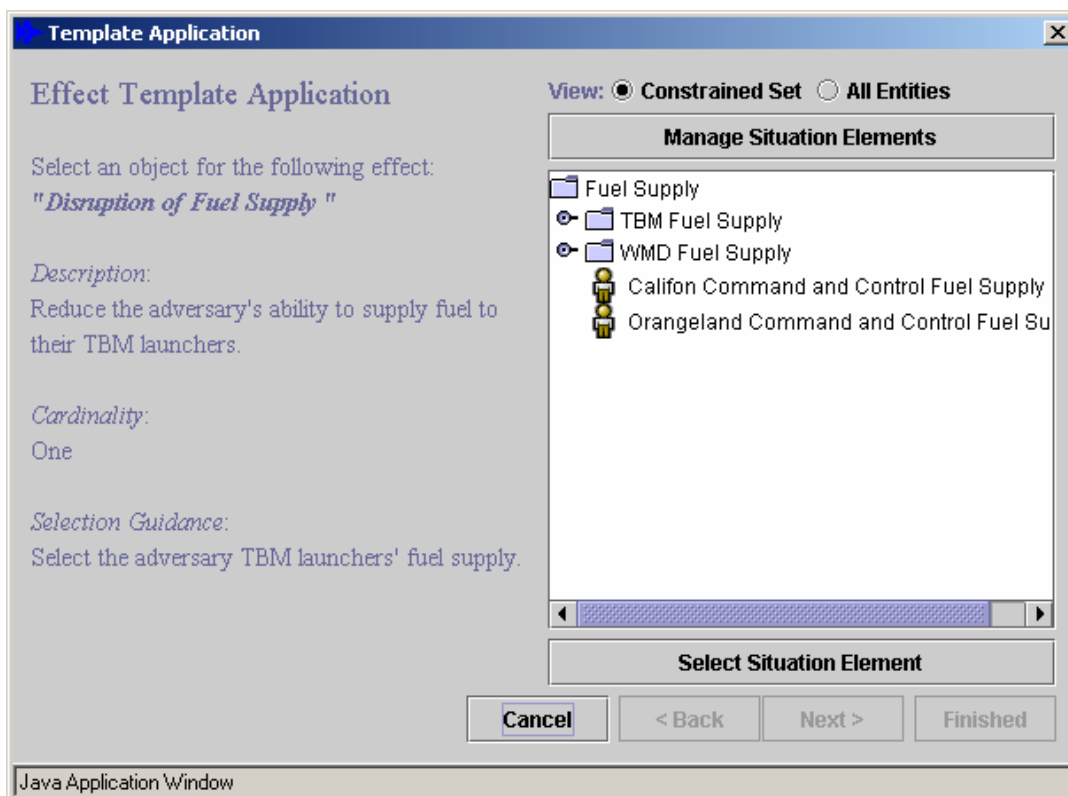 Template Application
Effect Template Application
Select an object for the following effect:
"Disruption of Fuel Supply "
Description:
Reduce the adversary's ability to supply fuel to
their TBM launchers.
Cardinality:
One
Selection Guidance:
Select the adversary TBM launchers' fuel supply.
View: Constrained Set All Entities
Manage Situation Elements
Fuel Supply
TBM Fuel Supply
WMD Fuel Supply
Califon Command and Control Fuel Supply
Orangeland Command and Control Fuel Su
Select Situation Element
Cancel < Back Next > Finished
Java Application Window